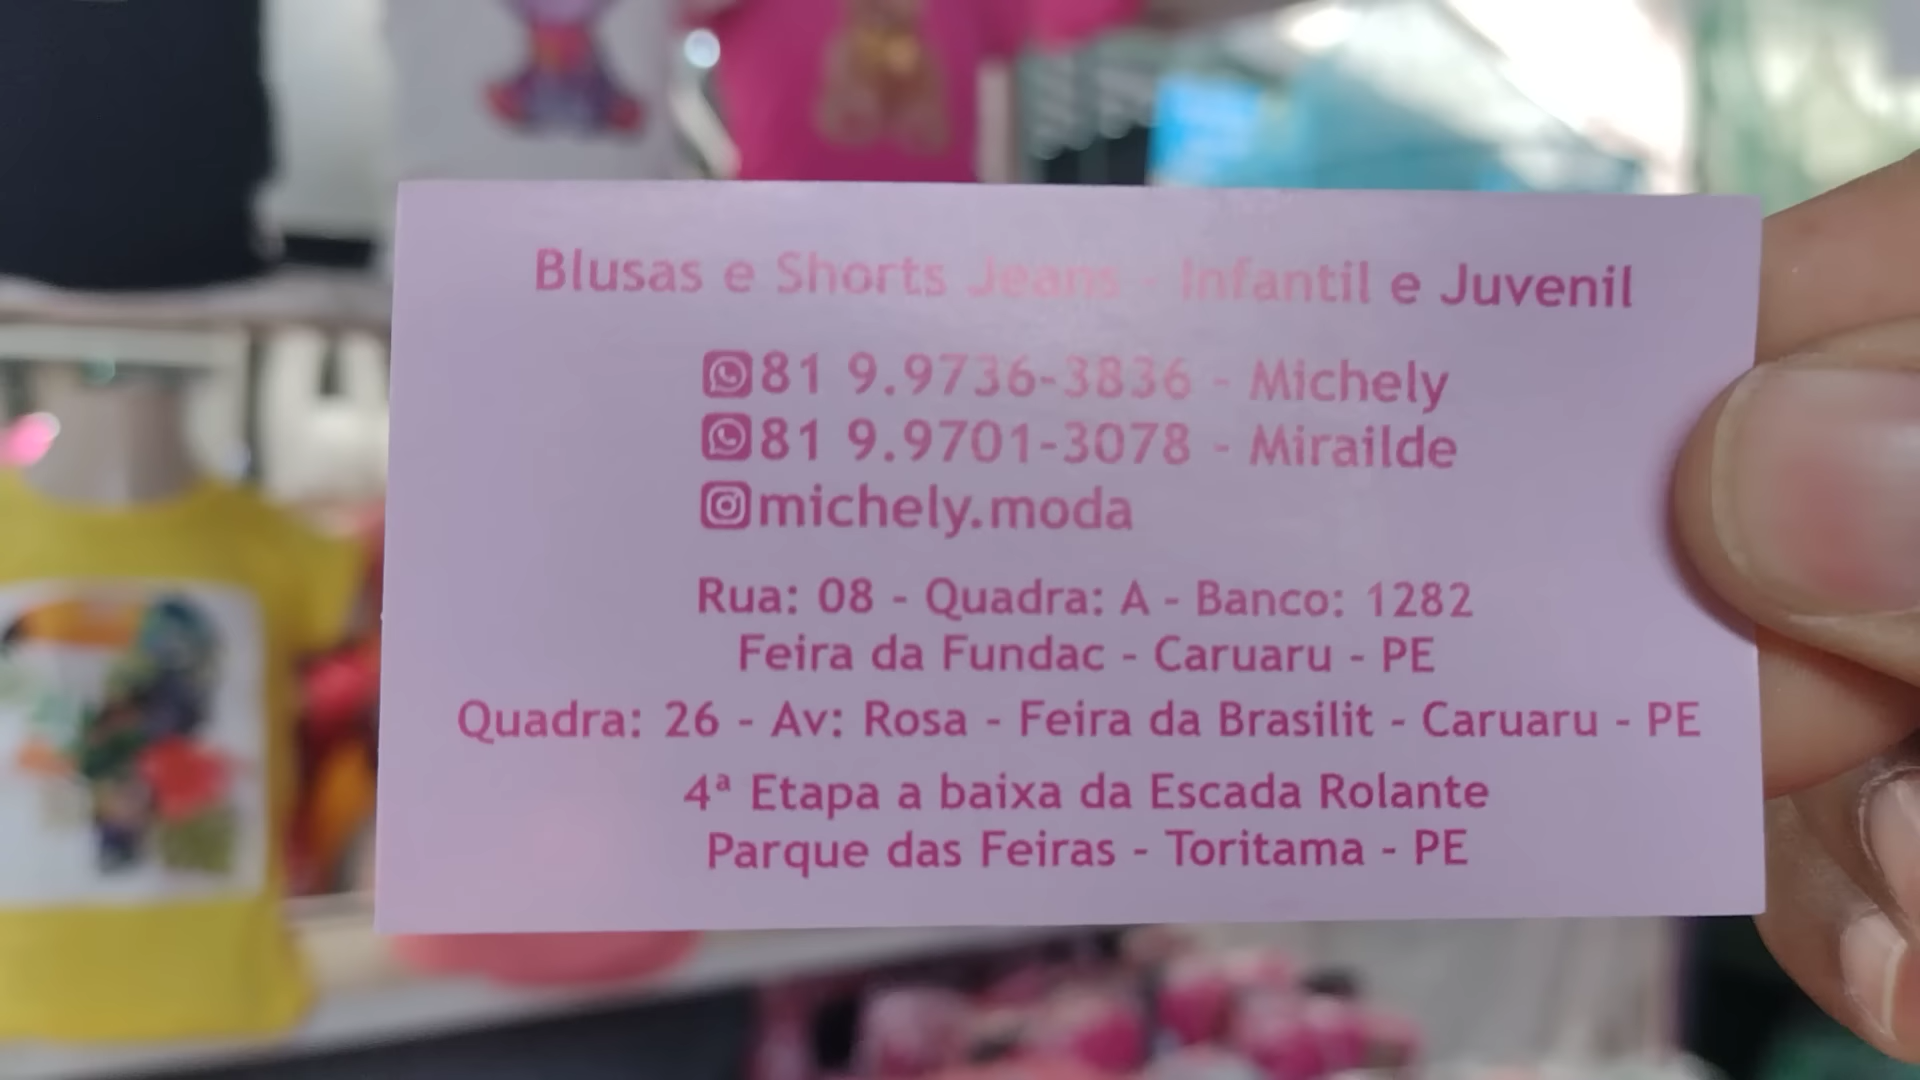 Blusas e Shorts Jeans - Infantil e Juvenil
81 9.9736-3836 - Michely
81 9.9701-3078 - Mirailde
michely.moda
Rua: 08 - Quadra: A - Banco: 1282
Feira da Fundac - Caruaru - PE
Quadra: 26 - Av: Rosa - Feira da Brasilit - Caruaru - PE
4ª Etapa a baixa da Escada Rolante
Parque das Feiras - Toritama - PE